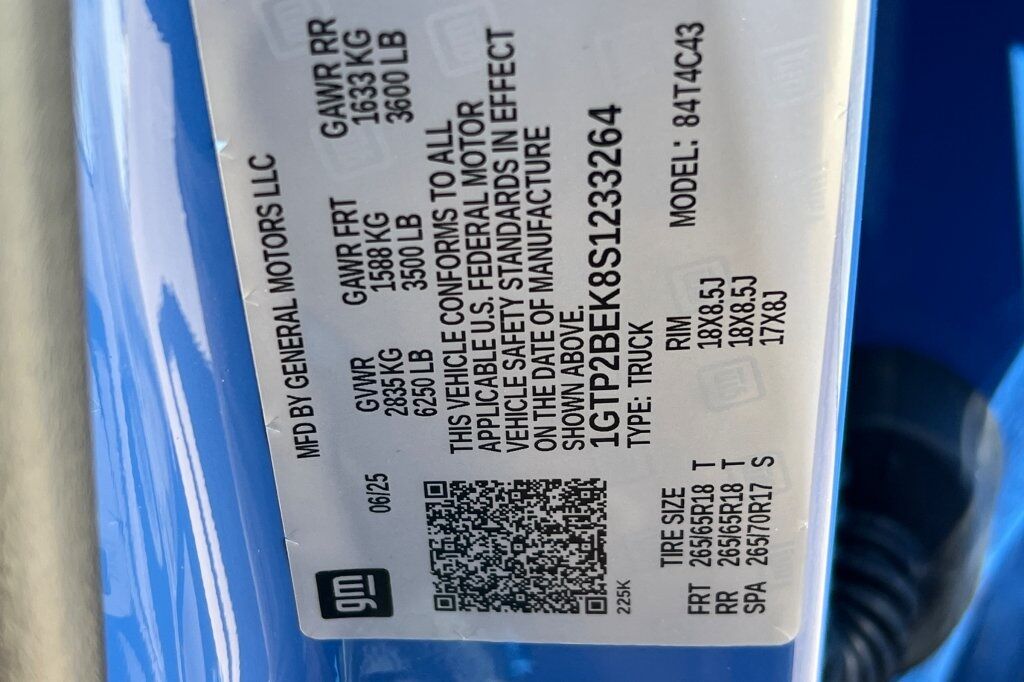 gm
MFD BY GENERAL MOTORS LLC
06/25
GVWR GAWR FRT GAWR RR
2835 KG 1588 KG 1633 KG
6250 LB 3500 LB 3600 LB
THIS VEHICLE CONFORMS TO ALL
APPLICABLE U.S. FEDERAL MOTOR
VEHICLE SAFETY STANDARDS IN EFFECT
ON THE DATE OF MANUFACTURE
SHOWN ABOVE.
1GTP2BEK8S1233264
225K
TYPE: TRUCK
MODEL: 84T4C43
TIRE SIZE RIM
FRT 265/65R18 T 18X8.5J
RR 265/65R18 T 18X8.5J
SPA 265/70R17 S 17X8J